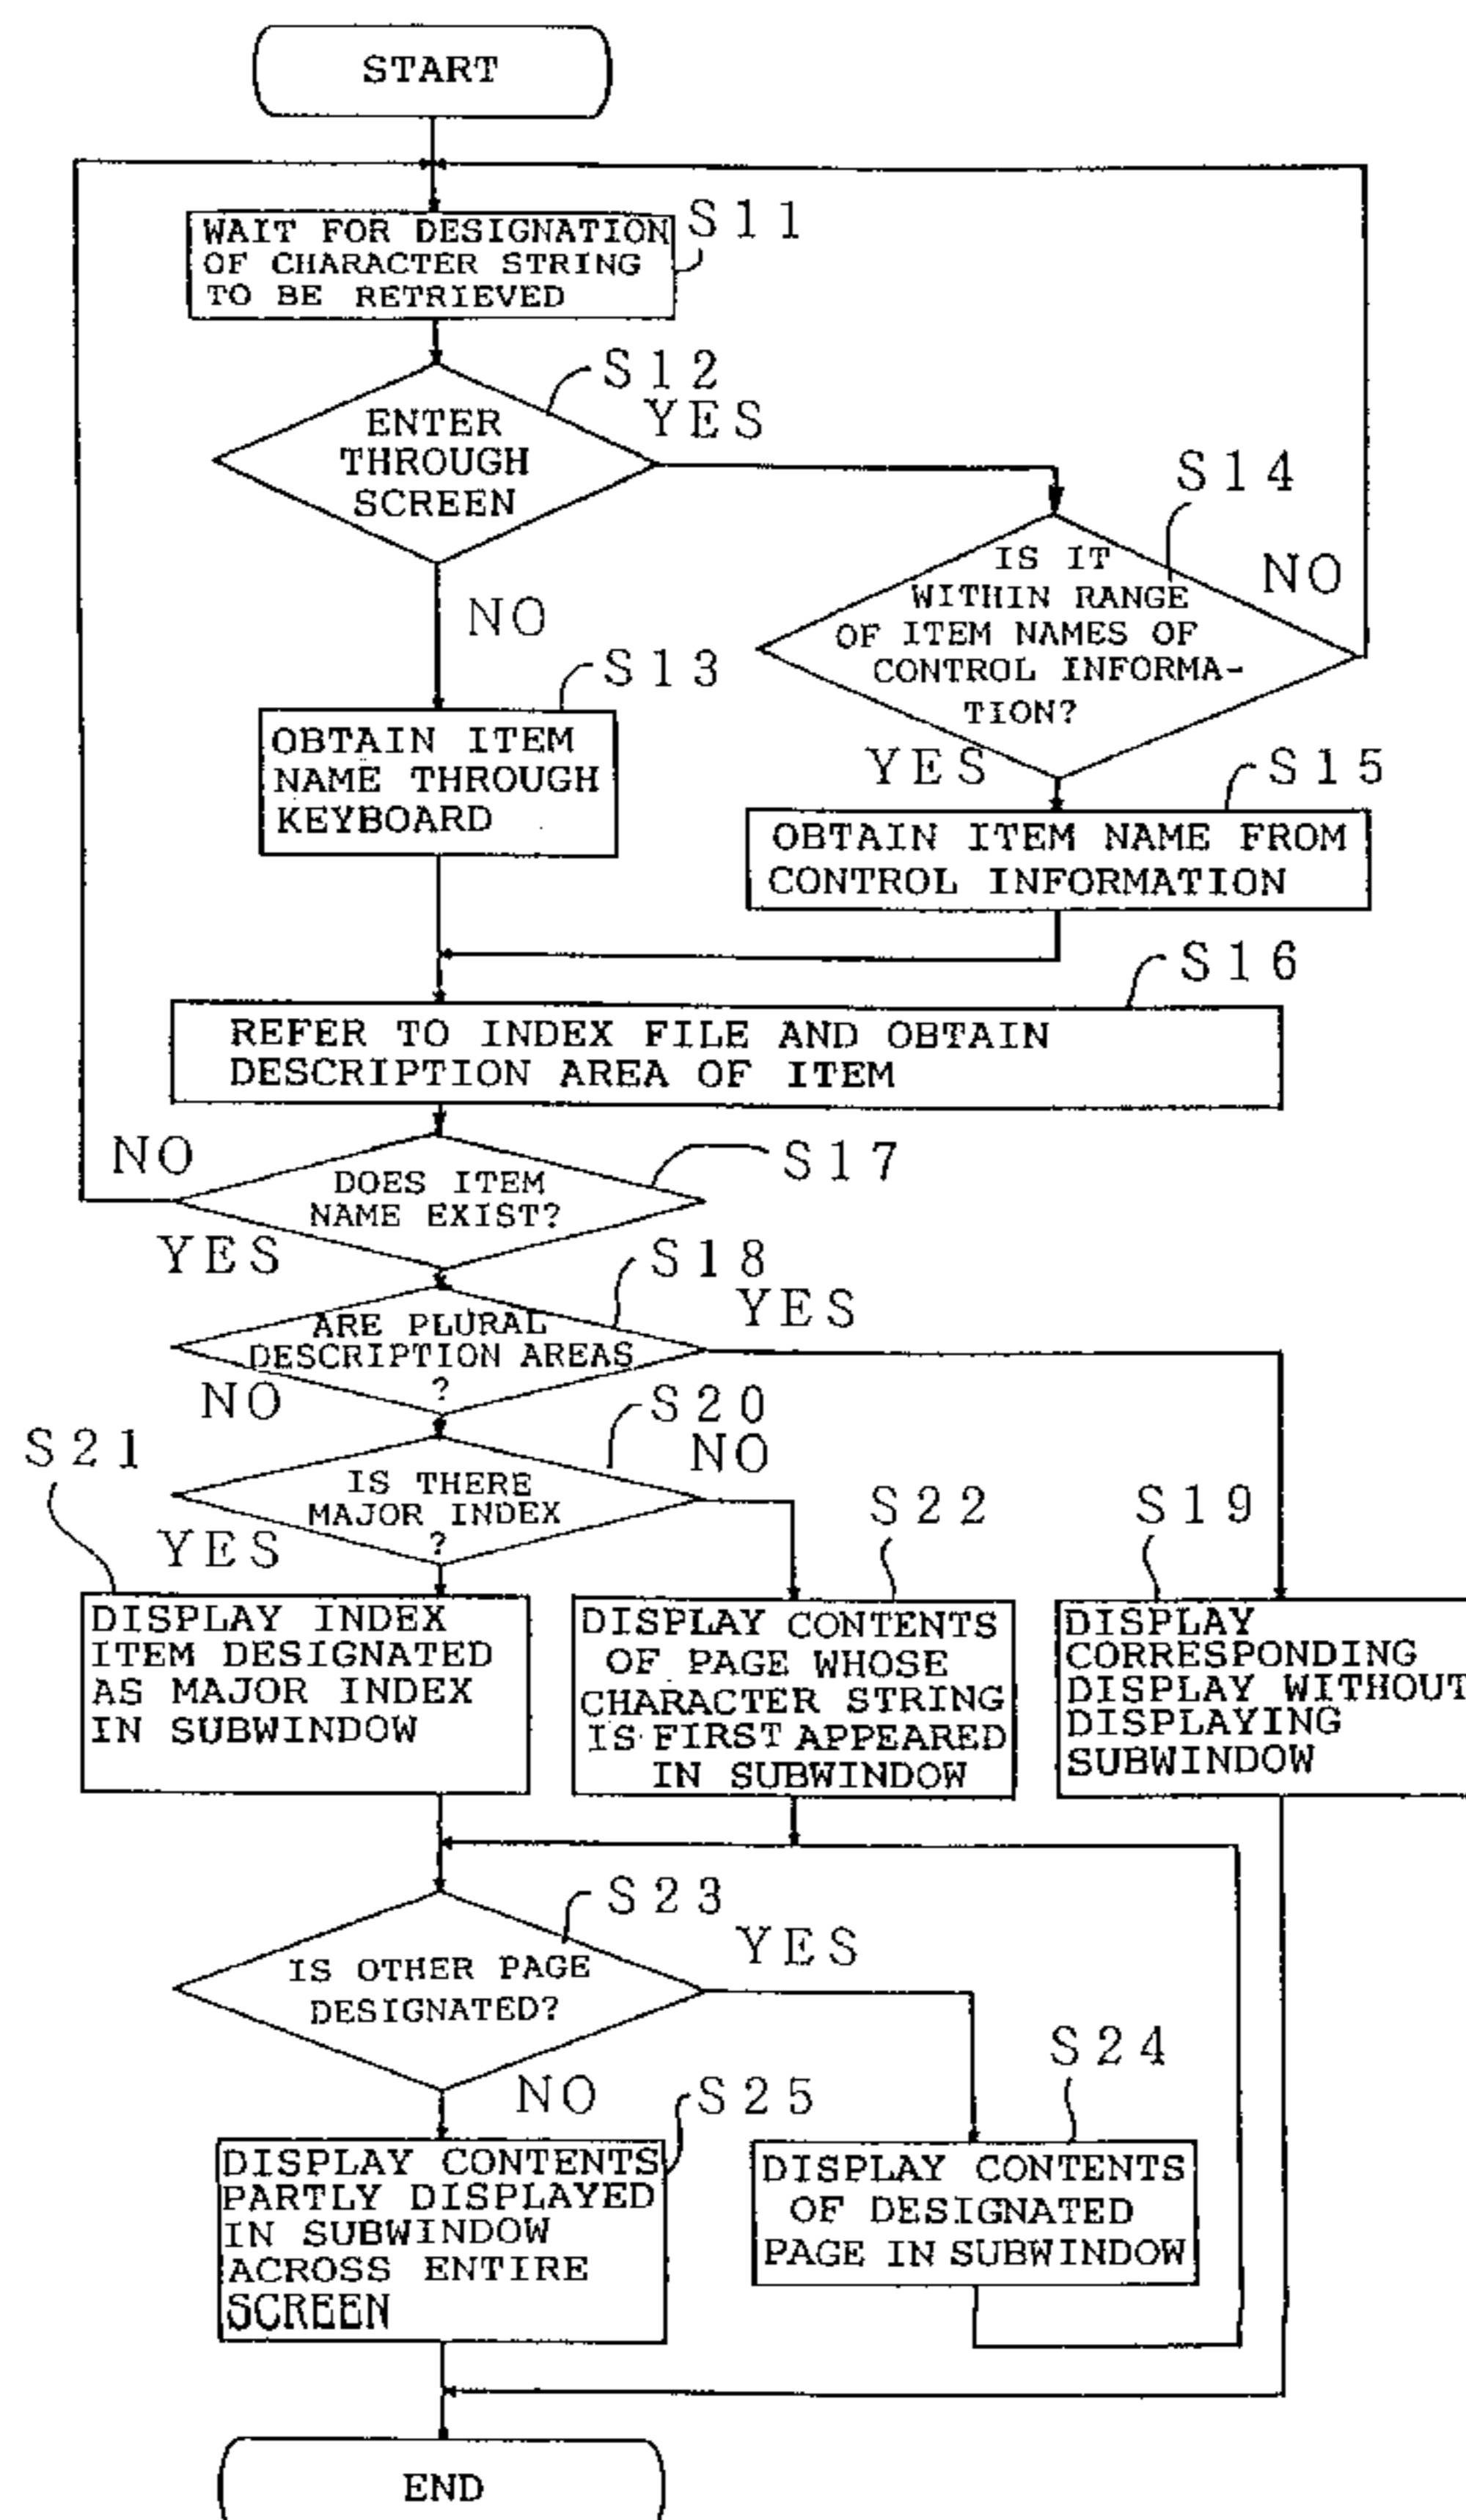 START
WAIT FOR DESIGNATION
OF CHARACTER STRING
TO BE RETRIEVED
S11
S12
ENTER
THROUGH
SCREEN
YES
NO
S14
IS IT
WITHIN RANGE
OF ITEM NAMES OF
CONTROL INFORMA-
TION?
NO
YES
S13
OBTAIN ITEM
NAME THROUGH
KEYBOARD
S15
OBTAIN ITEM NAME FROM
CONTROL INFORMATION
S16
REFER TO INDEX FILE AND OBTAIN
DESCRIPTION AREA OF ITEM
NO
S17
DOES ITEM
NAME EXIST?
YES
S18
ARE PLURAL
DESCRIPTION AREAS
?
YES
NO
S20
IS THERE
MAJOR INDEX
?
NO
YES
S21
DISPLAY INDEX
ITEM DESIGNATED
AS MAJOR INDEX
IN SUBWINDOW
S22
DISPLAY CONTENTS
OF PAGE WHOSE
CHARACTER STRING
IS FIRST APPEARED
IN SUBWINDOW
S19
DISPLAY
CORRESPONDING
DISPLAY WITHOUT
DISPLAYING
SUBWINDOW
S23
IS OTHER PAGE
DESIGNATED?
YES
NO
S24
DISPLAY CONTENTS
OF DESIGNATED
PAGE IN SUBWINDOW
S25
DISPLAY CONTENTS
PARTLY DISPLAYED
IN SUBWINDOW
ACROSS ENTIRE
SCREEN
END